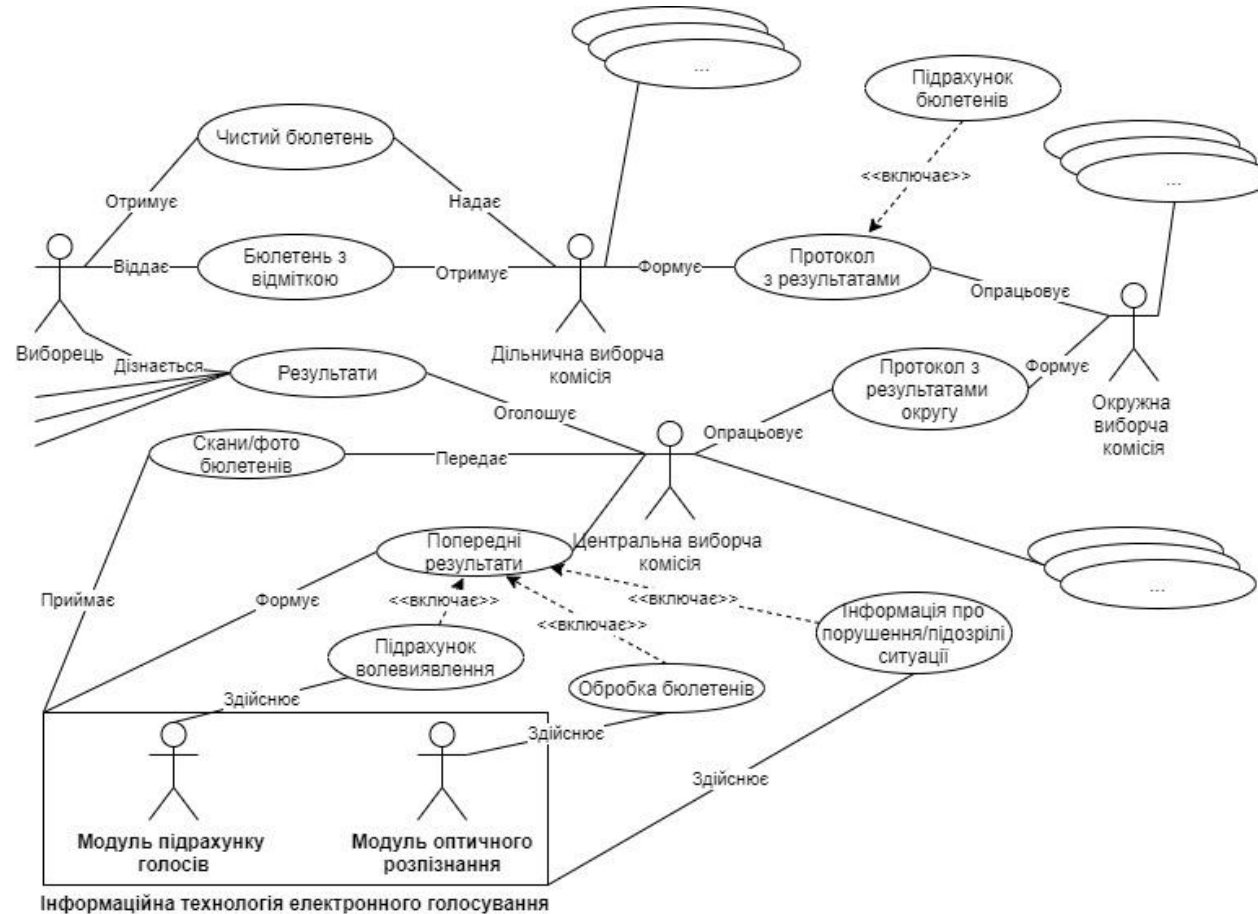 ...
Підрахунок
бюлетенів
Чистий бюлетень
...
<<включає>>
Отримує
Надає
Віддає
Бюлетень з
відміткою
Отримує
Формує
Протокол
з результатами
Опрацьовує
Виборець
Дізнається
Результати
Дільнична виборча
комісія
Протокол з
результатами
округу
Формує
Окружна
виборча
комісія
Оголошує
Опрацьовує
Скани/фото
бюлетенів
Передає
Попередні
результати
Центральна виборча
комісія
...
Приймає
Формує
<<включає>>
<<включає>>
<<включає>>
Інформація про
порушення/підозрілі
ситуації
Підрахунок
волевиявлення
Обробка бюлетенів
Здійснює
Здійснює
Здійснює
Модуль підрахунку
голосів
Модуль оптичного
розпізнання
Інформаційна технологія електронного голосування